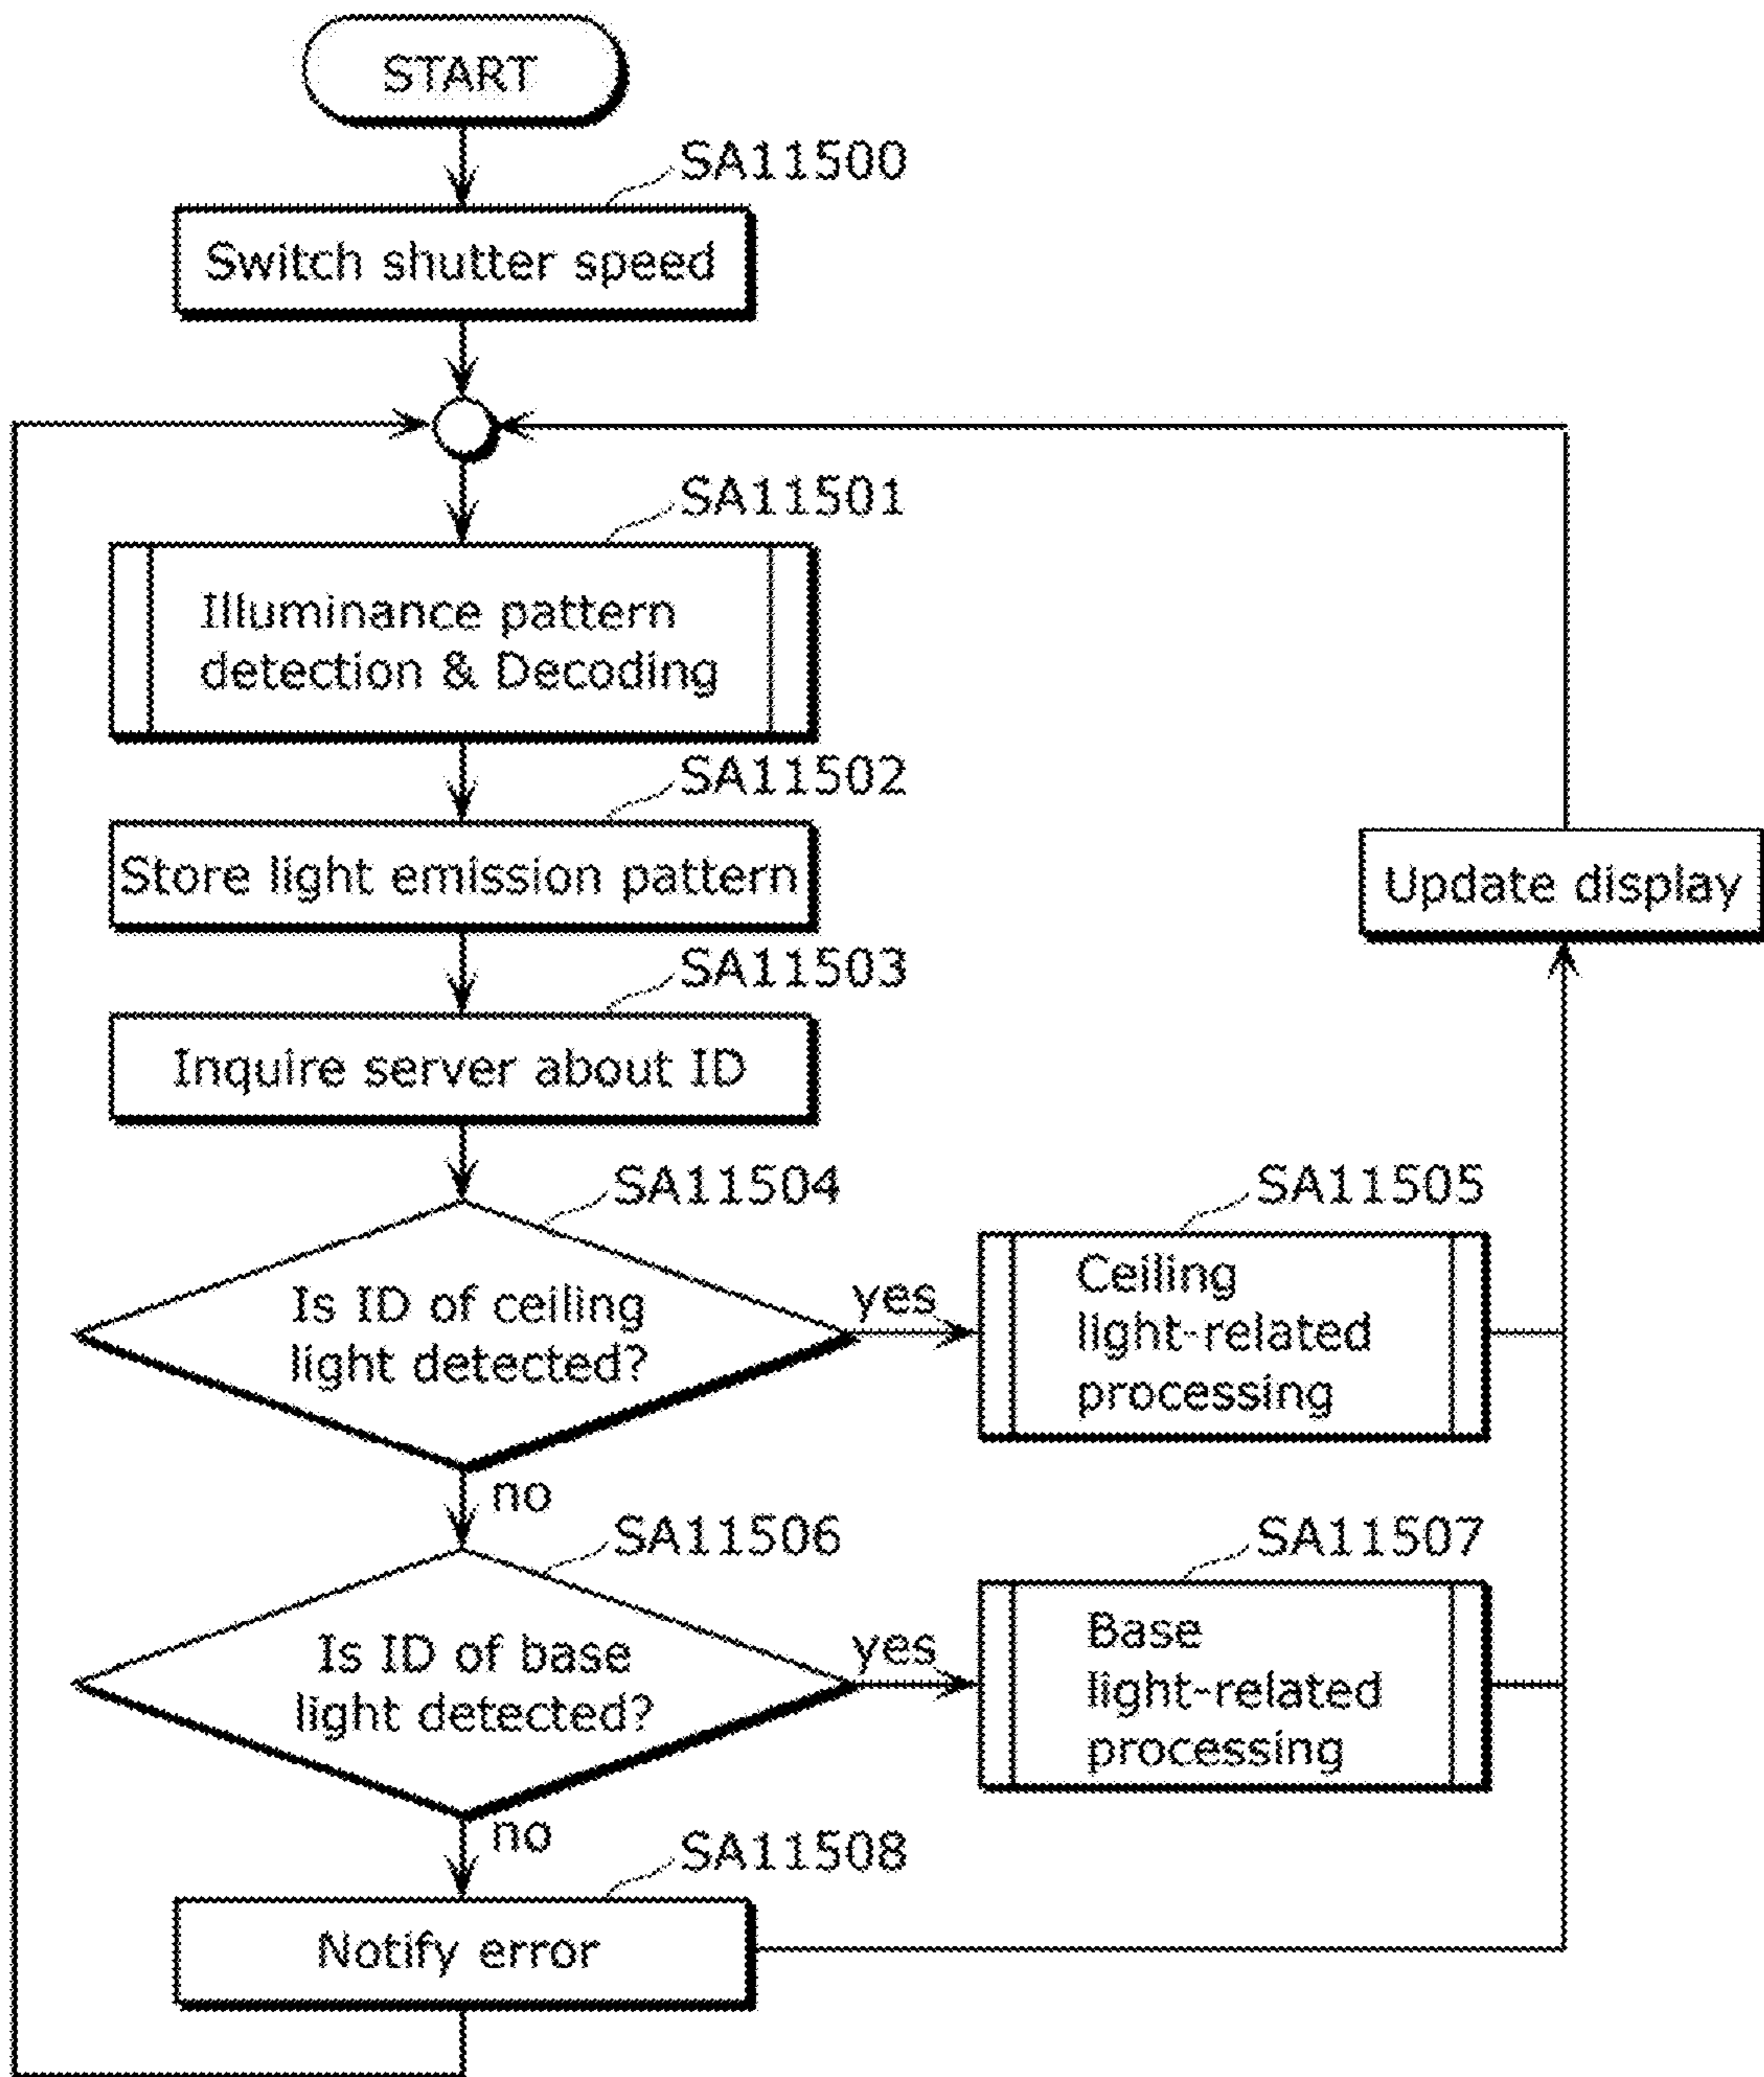 START
SA11500
Switch shutter speed
SA11501
Illuminance pattern
detection & Decoding
SA11502
Store light emission pattern
Update display
SA11503
Inquire server about ID
SA11504
Is ID of ceiling
light detected?
yes
no
SA11505
Ceiling
light-related
processing
SA11506
Is ID of base
light detected?
yes
no
SA11507
Base
light-related
processing
SA11508
Notify error